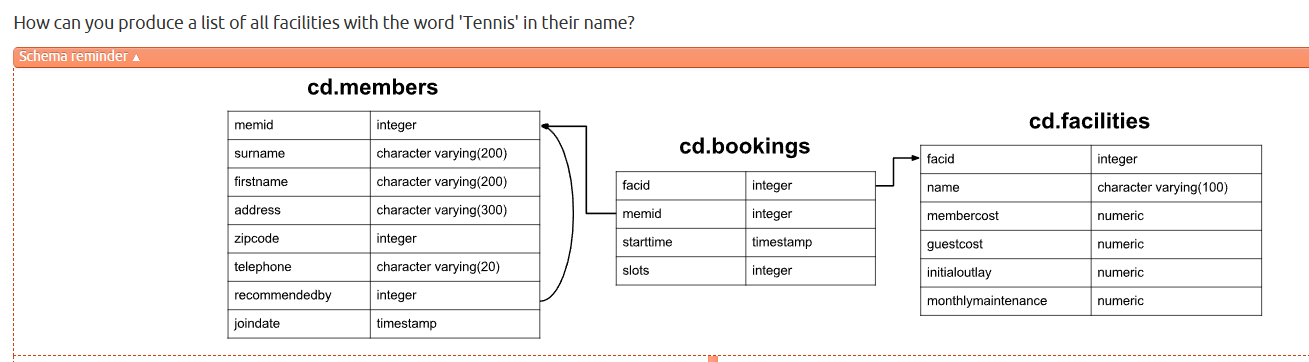 How can you produce a list of all facilities with the word 'Tennis' in their name?
Schema reminder ▲
cd.members
memid integer
surname character varying(200)
firstname character varying(200)
address character varying(300)
zipcode integer
telephone character varying(20)
recommendedby integer
joindate timestamp
cd.bookings
facid integer
memid integer
starttime timestamp
slots integer
cd.facilities
facid integer
name character varying(100)
membercost numeric
guestcost numeric
initialoutlay numeric
monthlymaintenance numeric